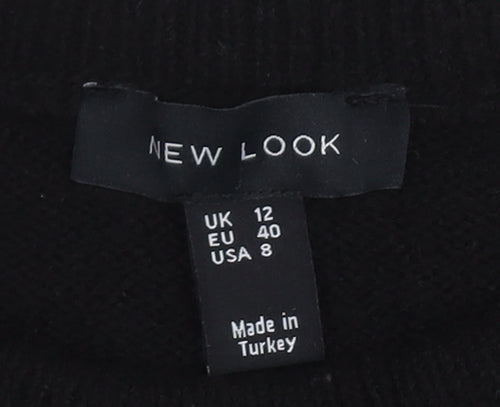 NEW LOOK
UK 12
EU 40
USA 8
Made in
Turkey